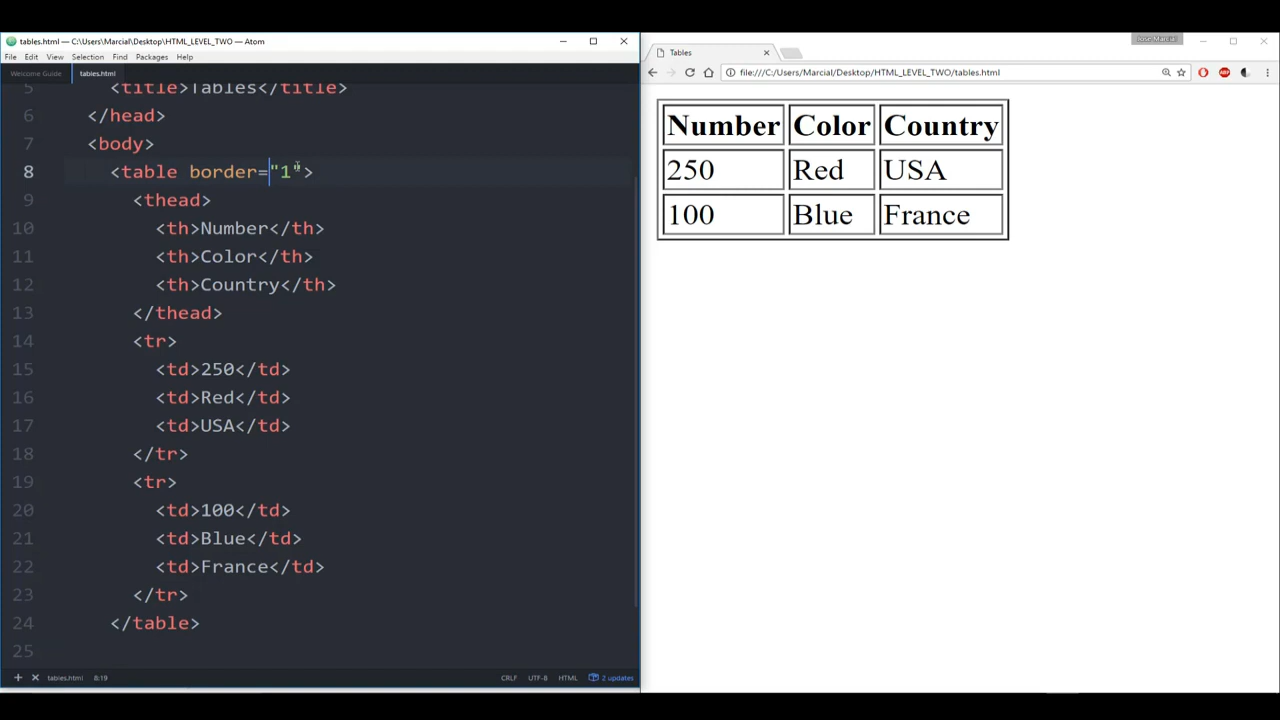 tables.html — C:\Users\Marcial\Desktop\HTML_LEVEL_TWO — Atom
File Edit View Selection Find Packages Help
Welcome Guide tables.html
5 <title>Tables</title>
6 </head>
7 <body>
8 <table border="1">
9 <thead>
10 <th>Number</th>
11 <th>Color</th>
12 <th>Country</th>
13 </thead>
14 <tr>
15 <td>250</td>
16 <td>Red</td>
17 <td>USA</td>
18 </tr>
19 <tr>
20 <td>100</td>
21 <td>Blue</td>
22 <td>France</td>
23 </tr>
24 </table>
25
tables.html 8:19 CRLF UTF-8 HTML 2 updates
Jose Marcial
Tables
file:///C:/Users/Marcial/Desktop/HTML_LEVEL_TWO/tables.html
ABP
Number Color Country
250 Red USA
100 Blue France